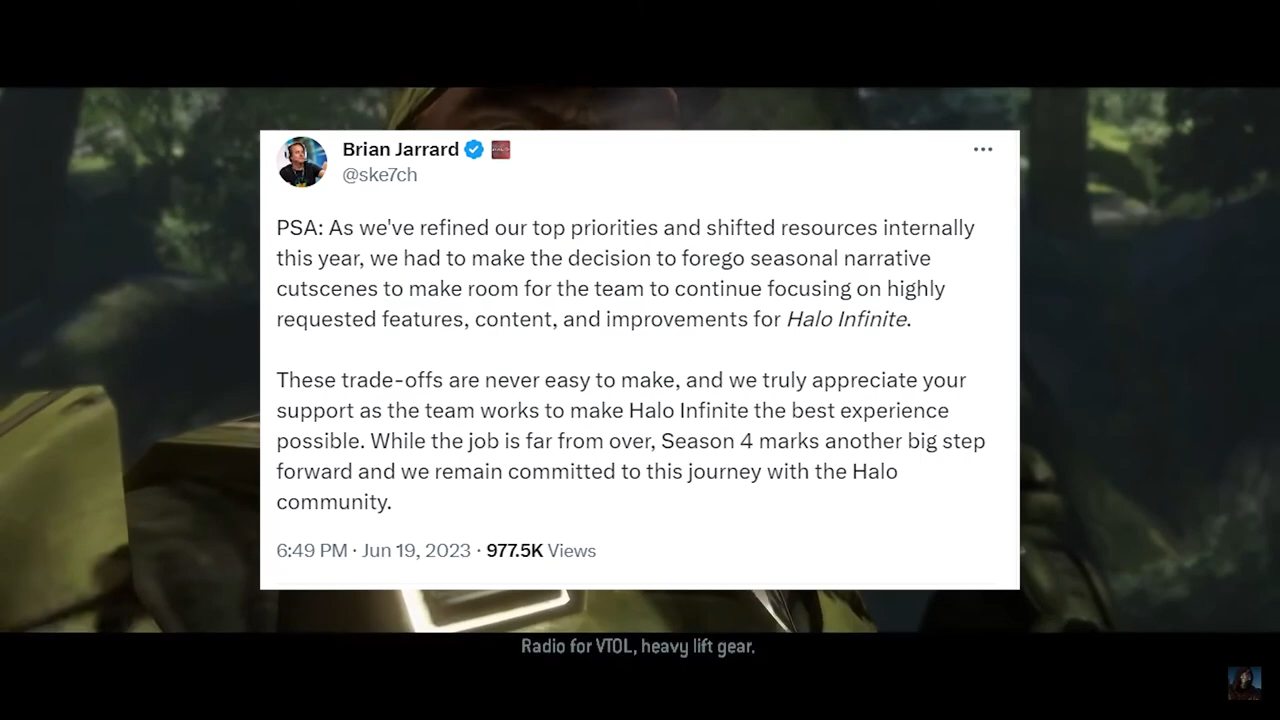 Brian Jarrard
@ske7ch
PSA: As we've refined our top priorities and shifted resources internally
this year, we had to make the decision to forego seasonal narrative
cutscenes to make room for the team to continue focusing on highly
requested features, content, and improvements for Halo Infinite.
These trade-offs are never easy to make, and we truly appreciate your
support as the team works to make Halo Infinite the best experience
possible. While the job is far from over, Season 4 marks another big step
forward and we remain committed to this journey with the Halo
community.
6:49 PM · Jun 19, 2023 · 977.5K Views
Radio for VTOL, heavy lift gear.